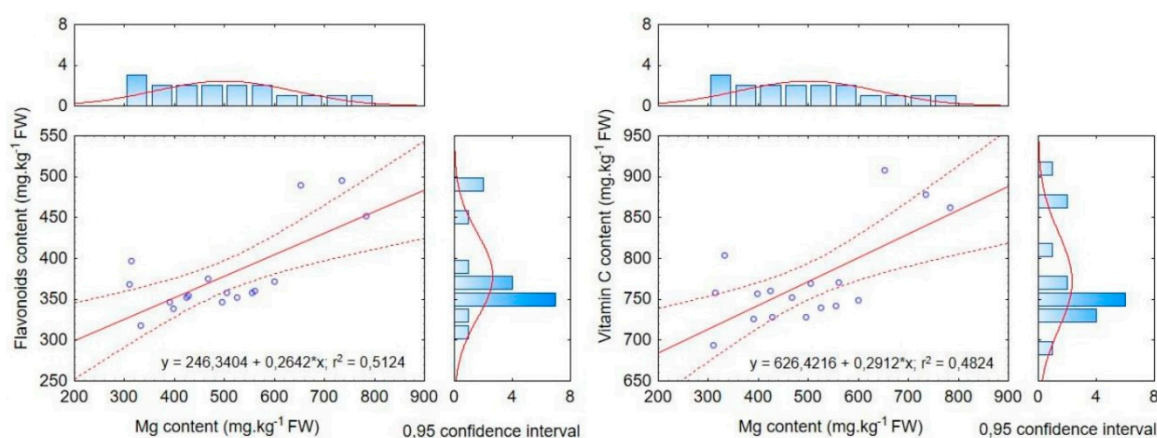 8
4
0
Flavonoids content (mg.kg-1 FW)
550
500
450
400
350
300
250
200 300 400 500 600 700 800 900
y = 246,3404 + 0,2642*x; r2 = 0,5124
Mg content (mg.kg-1 FW)
0 4 8
0,95 confidence interval
8
4
0
Vitamin C content (mg.kg-1 FW)
950
900
850
800
750
700
650
200 300 400 500 600 700 800 900
y = 626,4216 + 0,2912*x; r2 = 0,4824
Mg content (mg.kg-1 FW)
0 4 8
0,95 confidence interval